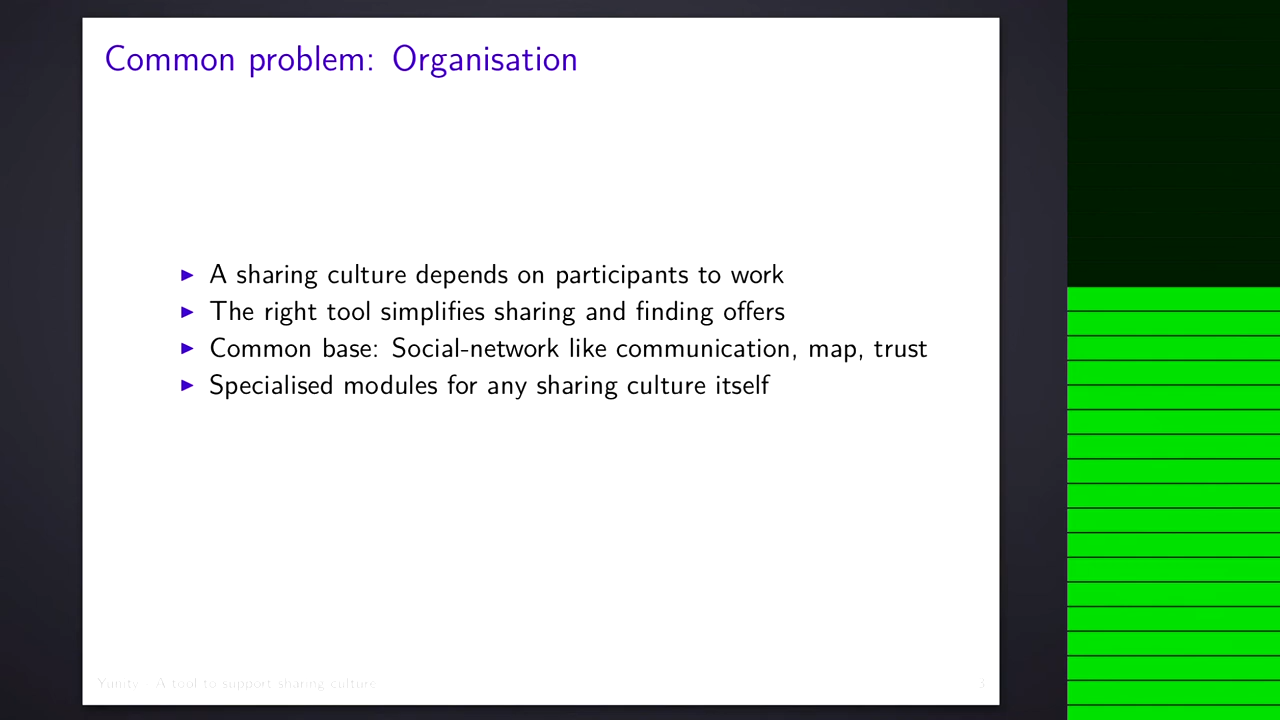 Common problem: Organisation
▶ A sharing culture depends on participants to work
▶ The right tool simplifies sharing and finding offers
▶ Common base: Social-network like communication, map, trust
▶ Specialised modules for any sharing culture itself
Yunity - A tool to support sharing culture 3